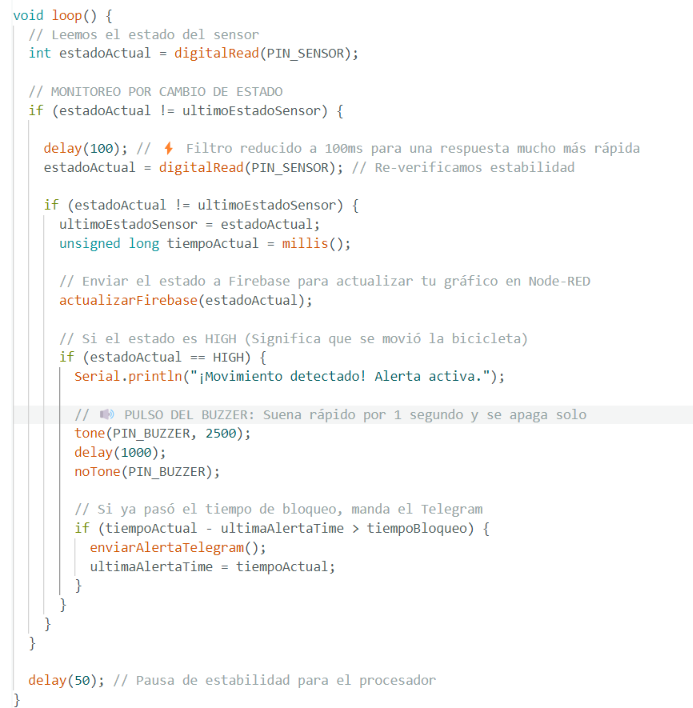 void loop() {
  // Leemos el estado del sensor
  int estadoActual = digitalRead(PIN_SENSOR);

  // MONITOREO POR CAMBIO DE ESTADO
  if (estadoActual != ultimoEstadoSensor) {

    delay(100); // ⚡ Filtro reducido a 100ms para una respuesta mucho más rápida
    estadoActual = digitalRead(PIN_SENSOR); // Re-verificamos estabilidad

    if (estadoActual != ultimoEstadoSensor) {
      ultimoEstadoSensor = estadoActual;
      unsigned long tiempoActual = millis();

      // Enviar el estado a Firebase para actualizar tu gráfico en Node-RED
      actualizarFirebase(estadoActual);

      // Si el estado es HIGH (Significa que se movió la bicicleta)
      if (estadoActual == HIGH) {
        Serial.println("¡Movimiento detectado! Alerta activa.");

        // 🔊 PULSO DEL BUZZER: Suena rápido por 1 segundo y se apaga solo
        tone(PIN_BUZZER, 2500);
        delay(1000);
        noTone(PIN_BUZZER);

        // Si ya pasó el tiempo de bloqueo, manda el Telegram
        if (tiempoActual - ultimaAlertaTime > tiempoBloqueo) {
          enviarAlertaTelegram();
          ultimaAlertaTime = tiempoActual;
        }
      }
    }
  }

  delay(50); // Pausa de estabilidad para el procesador
}